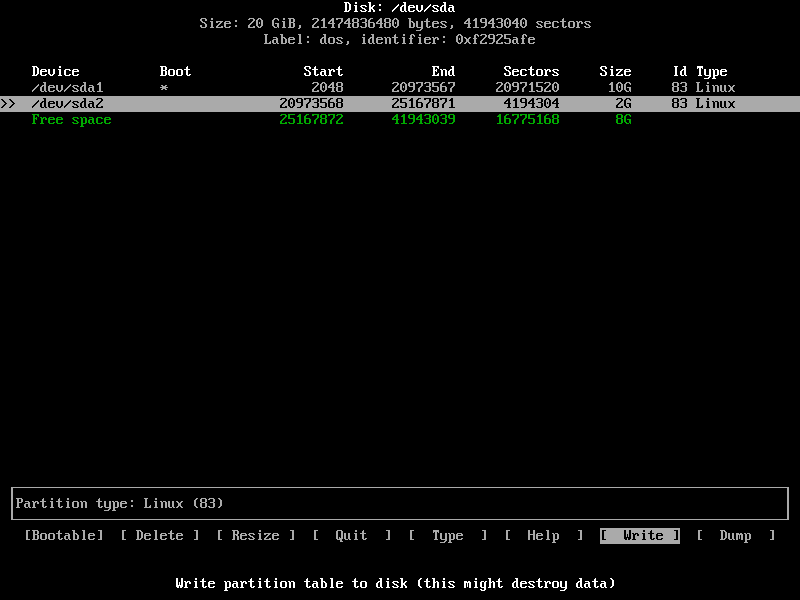 Disk: /dev/sda
Size: 20 GiB, 21474836480 bytes, 41943040 sectors
Label: dos, identifier: 0xf2925afe
Device Boot Start End Sectors Size Id Type
/dev/sda1 * 2048 20973567 20971520 10G 83 Linux
>> /dev/sda2 20973568 25167871 4194304 2G 83 Linux
Free space 25167872 41943039 16775168 8G
Partition type: Linux (83)
[Bootable] [ Delete ] [ Resize ] [ Quit ] [ Type ] [ Help ] [ Write ] [ Dump ]
Write partition table to disk (this might destroy data)